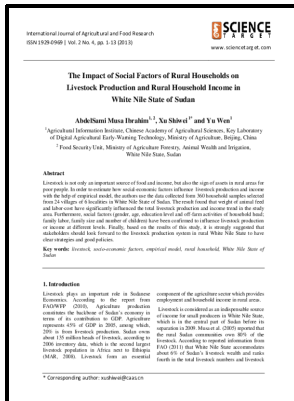 International Journal of Agricultural and Food Research
ISSN 1929-0969 | Vol. 2 No. 4, pp. 1-13 (2013)
SCIENCE
TARGET
www.sciencetarget.com
The Impact of Social Factors of Rural Households on
Livestock Production and Rural Household Income in
White Nile State of Sudan
AbdelSami Musa Ibrahim1, 2, Xu Shiwei 1* and Yu Wen1
1 Agricultural Information Institute, Chinese Academy of Agricultural Sciences, Key Laboratory
of Digital Agricultural Early-Warning Technology, Ministry of Agriculture, Beijing, China
2 Food Security Unit, Ministry of Agriculture Forestry, Animal Wealth and Irrigation,
White Nile State, Sudan
Abstract
Livestock is not only an important source of food and income, but also the sign of assets in rural areas for
poor people. In order to estimate how social-economic factors influence livestock production and income
with the help of empirical model, the authors use the data collected from 360 household samples selected
from 24 villages of 6 localities in White Nile State of Sudan. The result found that weight of animal feed
and labor cost have significantly influenced the total livestock production and income trend in the study
area. Furthermore, social factors (gender, age, education level and off-farm activities of household head;
family labor, family size and number of children) have been confirmed to influence livestock production
or income at different levels. Finally, based on the results of this study, it is suggested that
stakeholders should look forward to the Livestock production system in rural White Nile State to have
clear strategies and good policies.
Key words: livestock, socio-economic factors, empirical model, rural household, White Nile State of
Sudan
1. Introduction
Livestock plays an important role in Sudanese
Economics. According to the report from
FAO/WFP (2010), Agriculture production
constitutes the backbone of Sudan's economy in
terms of its contribution to GDP. Agriculture
represents 45% of GDP in 2005, among which,
20% is from livestock production. Sudan owns
about 135 million heads of livestock, according to
2006 inventory data, which is the second largest
livestock population in Africa next to Ethiopia
(MAR, 2008). Livestock form an essential
component of the agriculture sector which provides
employment and household income in rural areas.
Livestock is considered as an indispensable source
of income for small producers in White Nile State,
which is in the central part of Sudan before its
separation in 2009. Musa et al. (2005) reported that
the rural Sudan communities own 80% of the
livestock. According to reported information from
FAO (2011) that White Nile State accommodates
about 6% of Sudan's livestock wealth and ranks
fourth in the total livestock numbers and livestock
* Corresponding author: xushiwei@caas.cn